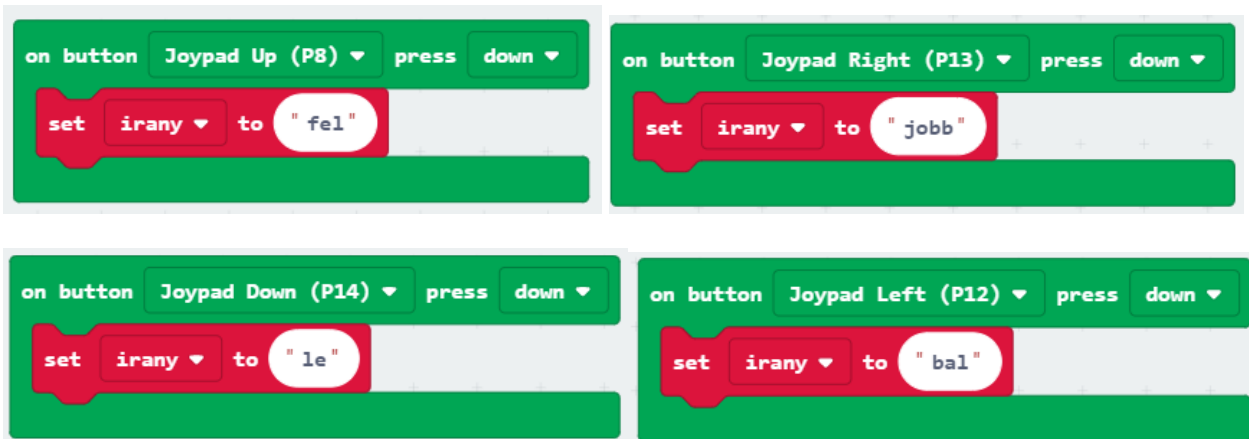 on button Joypad Up (P8) press down
set irany to "fel"
on button Joypad Right (P13) press down
set irany to "jobb"
on button Joypad Down (P14) press down
set irany to "le"
on button Joypad Left (P12) press down
set irany to "bal"